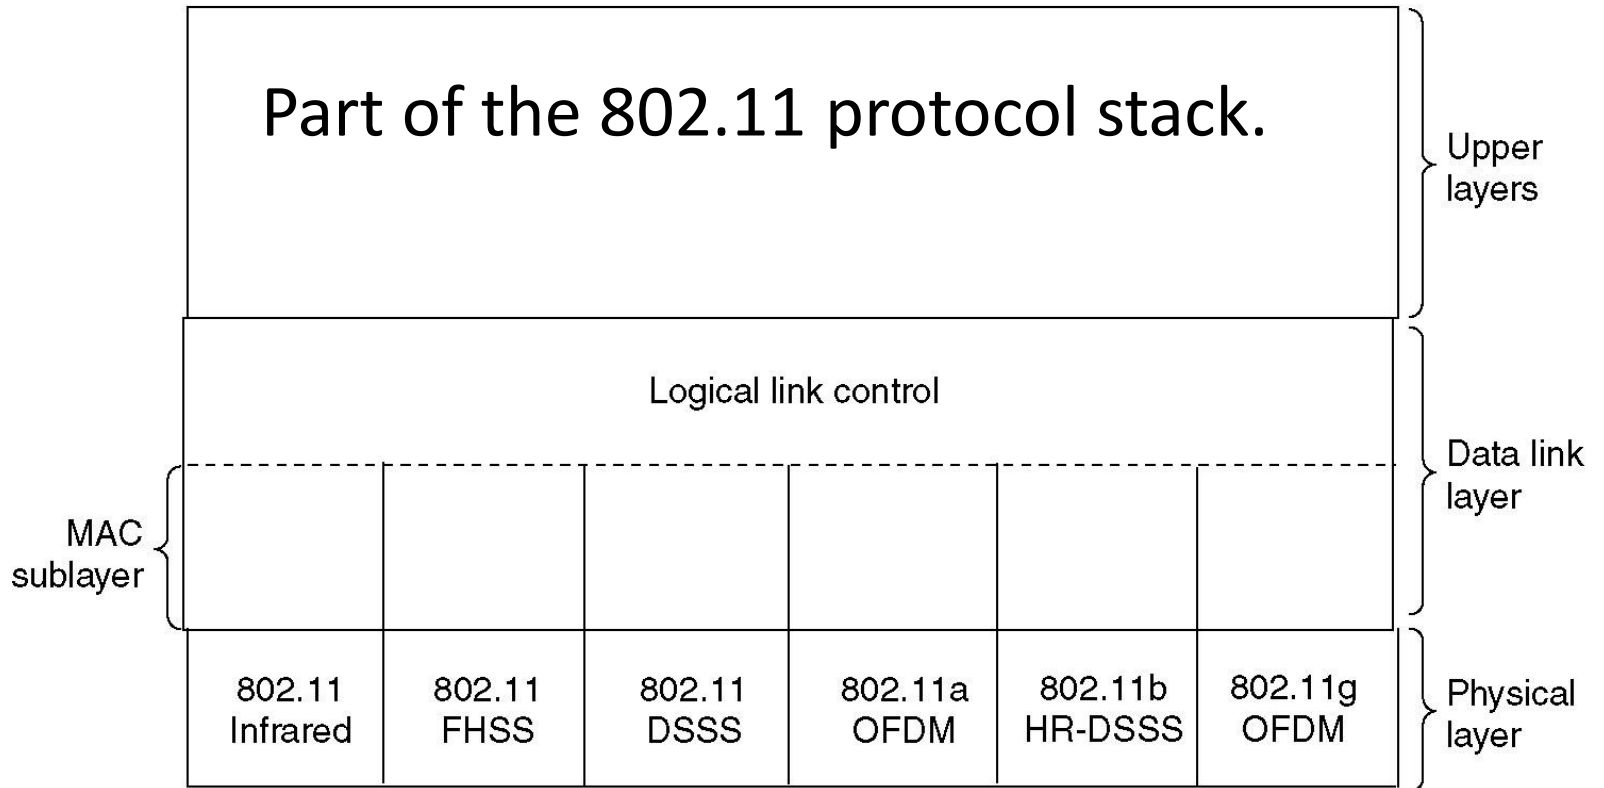 Part of the 802.11 protocol stack.
Upper
layers
Logical link control
Data link
layer
MAC
sublayer
802.11
Infrared
802.11
FHSS
802.11
DSSS
802.11a
OFDM
802.11b
HR-DSSS
802.11g
OFDM
Physical
layer